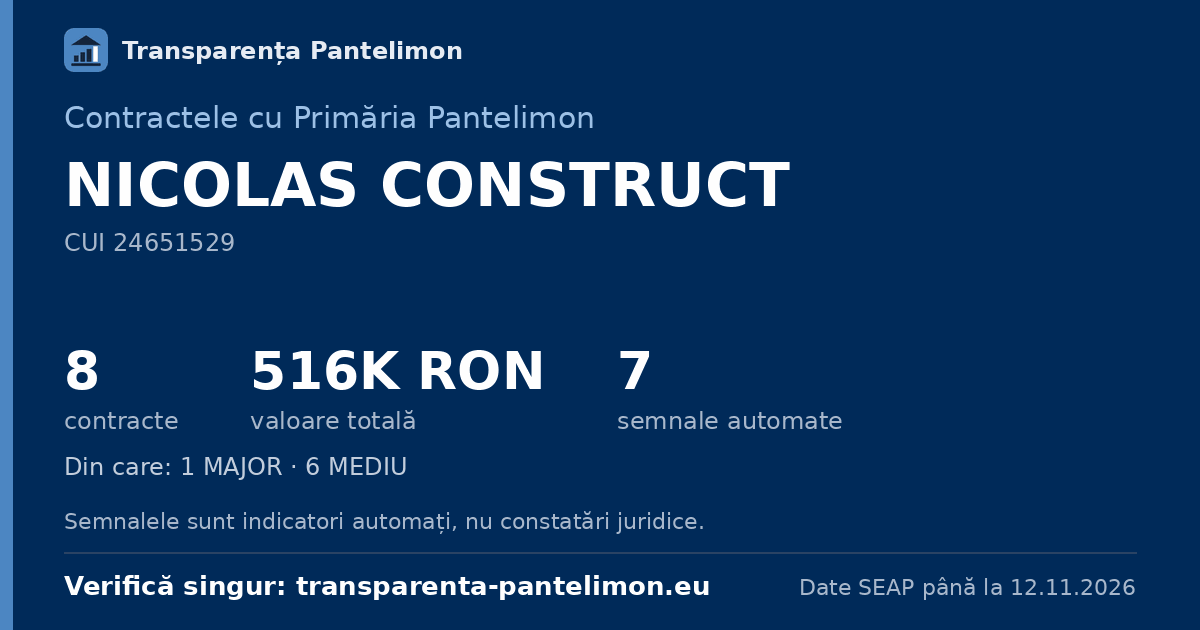 Transparența Pantelimon
Contractele cu Primăria Pantelimon
NICOLAS CONSTRUCT
CUI 24651529
8 516K RON 7
contracte valoare totală semnale automate
Din care: 1 MAJOR · 6 MEDIU
Semnalele sunt indicatori automați, nu constatări juridice.
Verifică singur: transparenta-pantelimon.eu Date SEAP până la 12.11.2026